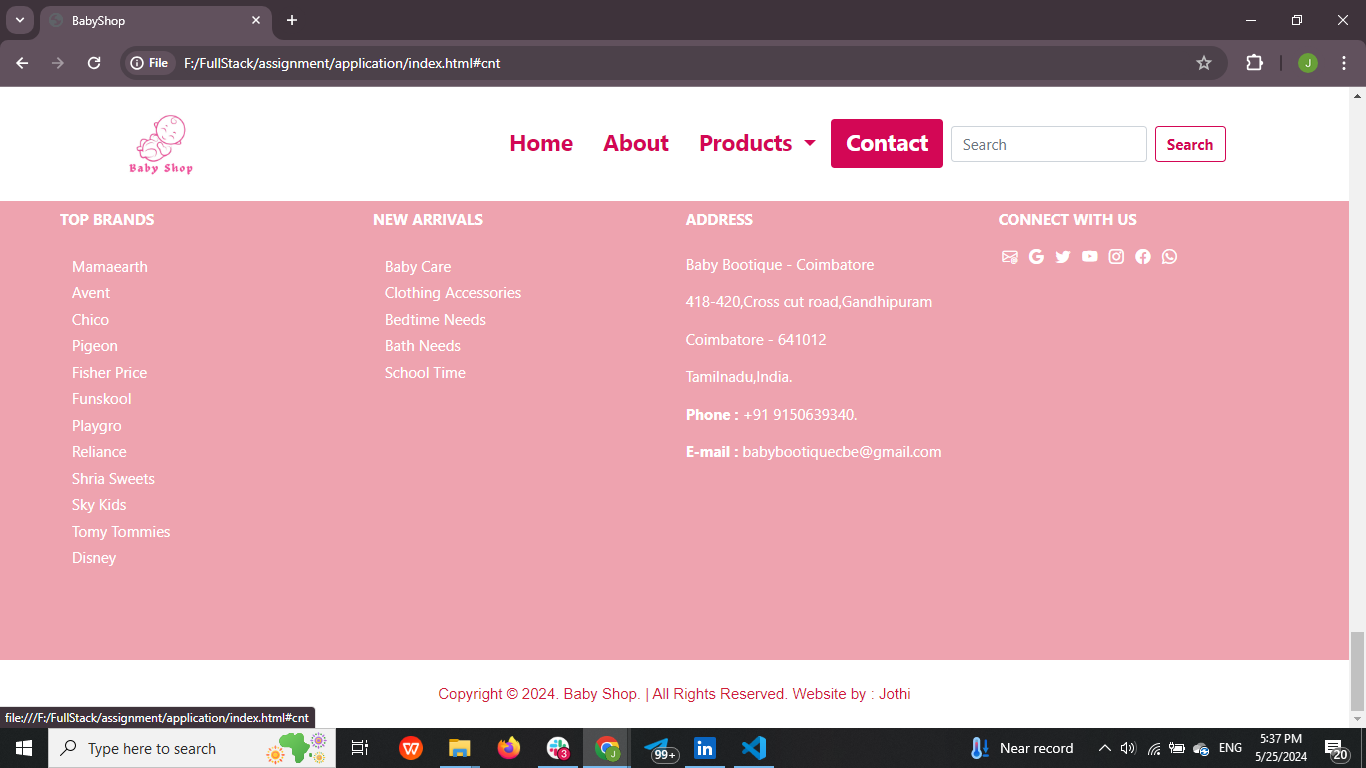 BabyShop
File F:/FullStack/assignment/application/index.html#cnt
J
Baby Shop
Home About Products Contact Search Search
TOP BRANDS
Mamaearth
Avent
Chico
Pigeon
Fisher Price
Funskool
Playgro
Reliance
Shria Sweets
Sky Kids
Tomy Tommies
Disney
NEW ARRIVALS
Baby Care
Clothing Accessories
Bedtime Needs
Bath Needs
School Time
ADDRESS
Baby Bootique - Coimbatore
418-420,Cross cut road,Gandhipuram
Coimbatore - 641012
Tamilnadu,India.
Phone : +91 9150639340.
E-mail : babybootiquecbe@gmail.com
CONNECT WITH US
Copyright © 2024. Baby Shop. | All Rights Reserved. Website by : Jothi
file:///F:/FullStack/assignment/application/index.html#cnt
Type here to search
3
J
99+
in
Near record
ENG
5:37 PM
5/25/2024
20